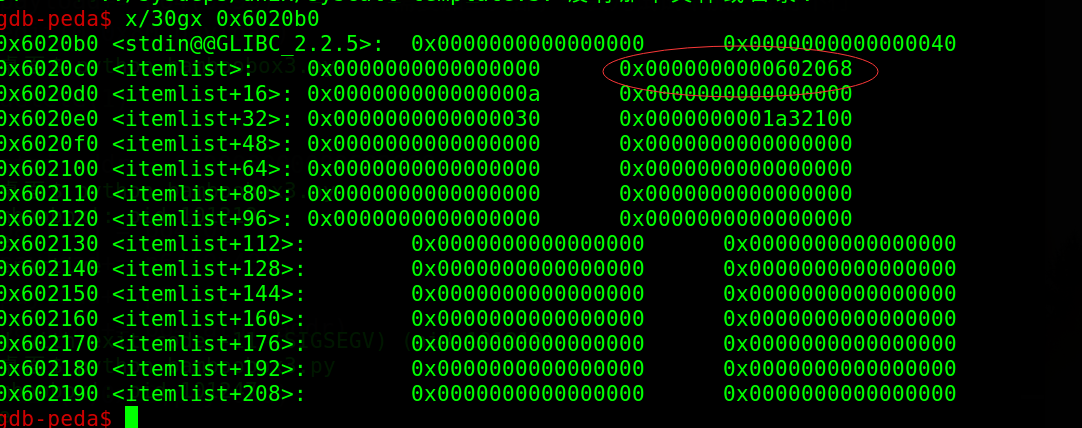 gdb-peda$ x/30gx 0x6020b0
0x6020b0 <stdin@@GLIBC_2.2.5>: 0x0000000000000000 0x0000000000000040
0x6020c0 <itemlist>: 0x0000000000000000 0x0000000000602068
0x6020d0 <itemlist+16>: 0x000000000000000a 0x0000000000000000
0x6020e0 <itemlist+32>: 0x0000000000000030 0x0000000001a32100
0x6020f0 <itemlist+48>: 0x0000000000000000 0x0000000000000000
0x602100 <itemlist+64>: 0x0000000000000000 0x0000000000000000
0x602110 <itemlist+80>: 0x0000000000000000 0x0000000000000000
0x602120 <itemlist+96>: 0x0000000000000000 0x0000000000000000
0x602130 <itemlist+112>: 0x0000000000000000 0x0000000000000000
0x602140 <itemlist+128>: 0x0000000000000000 0x0000000000000000
0x602150 <itemlist+144>: 0x0000000000000000 0x0000000000000000
0x602160 <itemlist+160>: 0x0000000000000000 0x0000000000000000
0x602170 <itemlist+176>: 0x0000000000000000 0x0000000000000000
0x602180 <itemlist+192>: 0x0000000000000000 0x0000000000000000
0x602190 <itemlist+208>: 0x0000000000000000 0x0000000000000000
gdb-peda$